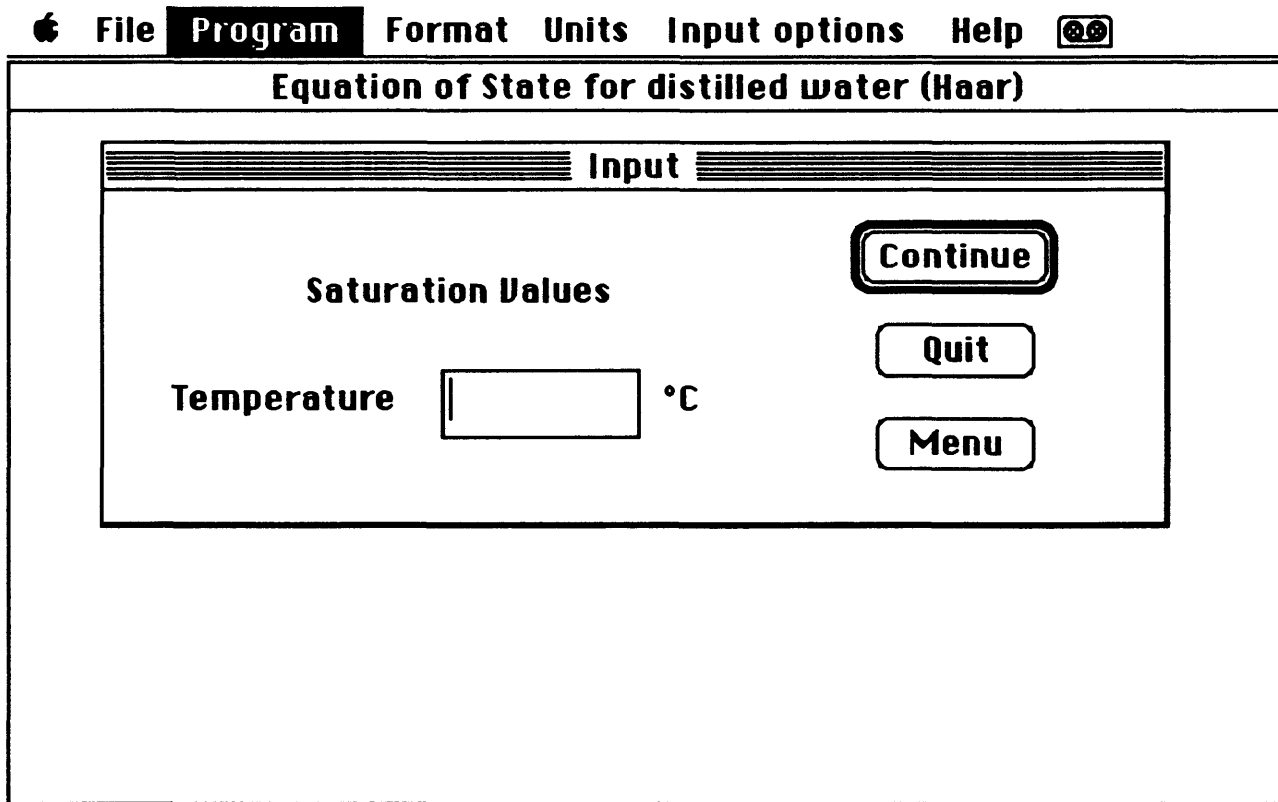 File Program Format Units Input options Help
Equation of State for distilled water (Haar)
Input
Continue
Saturation Values
Quit
Temperature °C
Menu